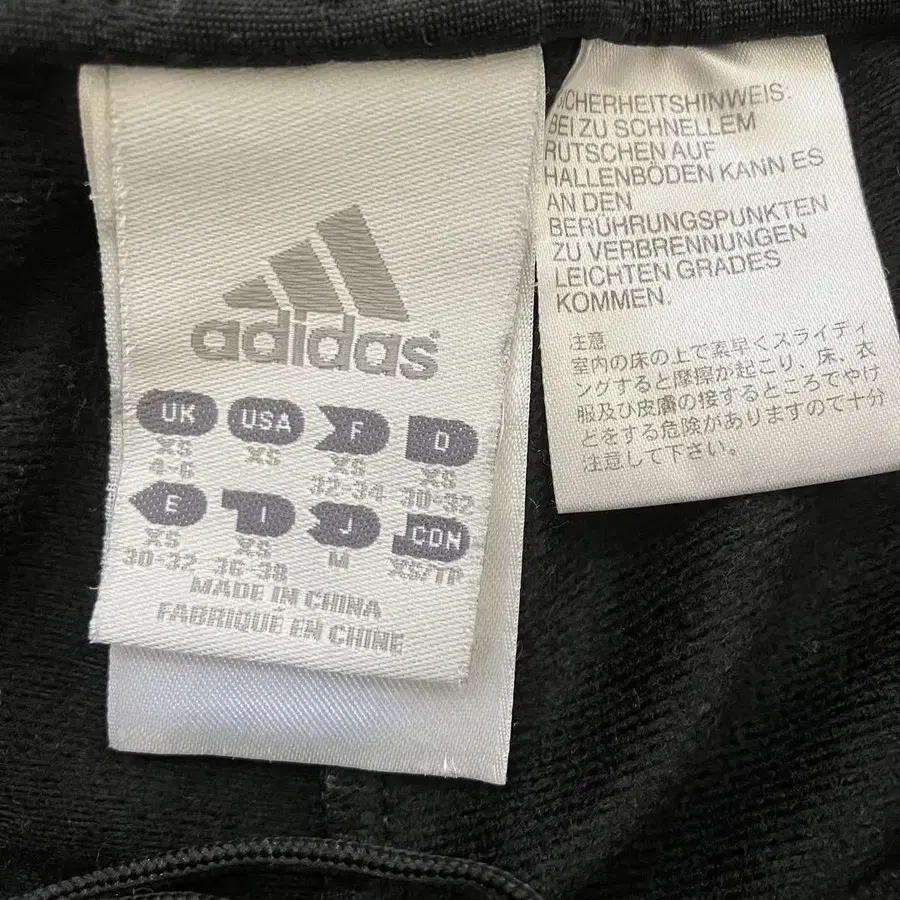 adidas®
UK USA F D
XS XS XS XS
4-6 32-34 30-32
E I J CDN
XS XS M XS/TP
30-32 36-38
MADE IN CHINA
FABRIQUÉ EN CHINE
SICHERHEITSHINWEIS:
BEI ZU SCHNELLEM
RUTSCHEN AUF
HALLENBÖDEN KANN ES
AN DEN
BERÜHRUNGSPUNKTEN
ZU VERBRENNUNGEN
LEICHTEN GRADES
KOMMEN.
注意
室内の床の上で素早くスライディ
ングすると摩擦が起こり、床、衣
服及び皮膚の接するところでやけ
どをする危険がありますので十分
注意して下さい。